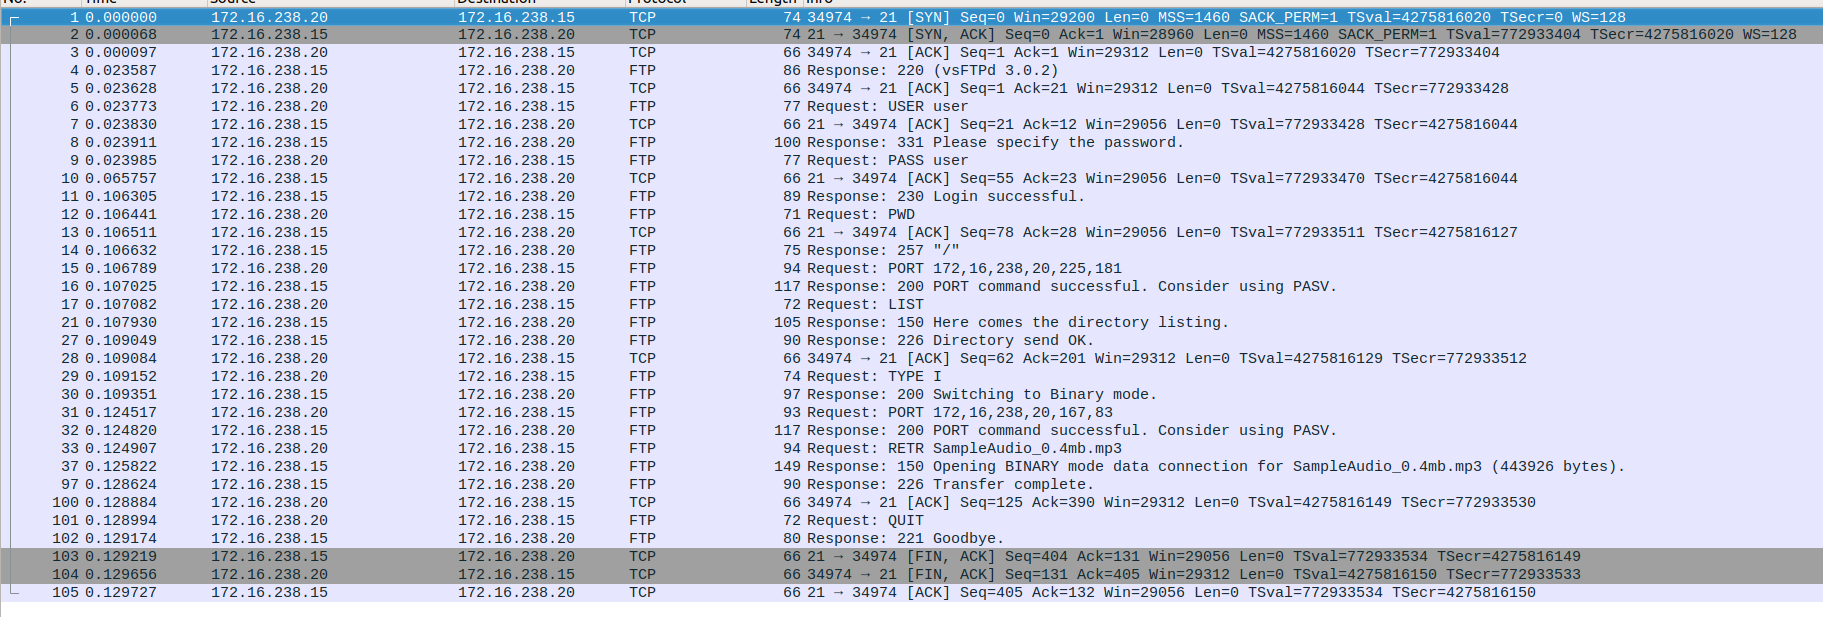 No. Time Source Destination Protocol Length Info
1 0.000000 172.16.238.20 172.16.238.15 TCP 74 34974 → 21 [SYN] Seq=0 Win=29200 Len=0 MSS=1460 SACK_PERM=1 TSval=4275816020 TSecr=0 WS=128
2 0.000068 172.16.238.15 172.16.238.20 TCP 74 21 → 34974 [SYN, ACK] Seq=0 Ack=1 Win=28960 Len=0 MSS=1460 SACK_PERM=1 TSval=772933404 TSecr=4275816020 WS=128
3 0.000097 172.16.238.20 172.16.238.15 TCP 66 34974 → 21 [ACK] Seq=1 Ack=1 Win=29312 Len=0 TSval=4275816020 TSecr=772933404
4 0.023587 172.16.238.15 172.16.238.20 FTP 86 Response: 220 (vsFTPd 3.0.2)
5 0.023628 172.16.238.20 172.16.238.15 TCP 66 34974 → 21 [ACK] Seq=1 Ack=21 Win=29312 Len=0 TSval=4275816044 TSecr=772933428
6 0.023773 172.16.238.20 172.16.238.15 FTP 77 Request: USER user
7 0.023830 172.16.238.15 172.16.238.20 TCP 66 21 → 34974 [ACK] Seq=21 Ack=12 Win=29056 Len=0 TSval=772933428 TSecr=4275816044
8 0.023911 172.16.238.15 172.16.238.20 FTP 100 Response: 331 Please specify the password.
9 0.023985 172.16.238.20 172.16.238.15 FTP 77 Request: PASS user
10 0.065757 172.16.238.15 172.16.238.20 TCP 66 21 → 34974 [ACK] Seq=55 Ack=23 Win=29056 Len=0 TSval=772933470 TSecr=4275816044
11 0.106305 172.16.238.15 172.16.238.20 FTP 89 Response: 230 Login successful.
12 0.106441 172.16.238.20 172.16.238.15 FTP 71 Request: PWD
13 0.106511 172.16.238.15 172.16.238.20 TCP 66 21 → 34974 [ACK] Seq=78 Ack=28 Win=29056 Len=0 TSval=772933511 TSecr=4275816127
14 0.106632 172.16.238.15 172.16.238.20 FTP 75 Response: 257 "/"
15 0.106789 172.16.238.20 172.16.238.15 FTP 94 Request: PORT 172,16,238,20,225,181
16 0.107025 172.16.238.15 172.16.238.20 FTP 117 Response: 200 PORT command successful. Consider using PASV.
17 0.107082 172.16.238.20 172.16.238.15 FTP 72 Request: LIST
21 0.107930 172.16.238.15 172.16.238.20 FTP 105 Response: 150 Here comes the directory listing.
27 0.109049 172.16.238.15 172.16.238.20 FTP 90 Response: 226 Directory send OK.
28 0.109084 172.16.238.20 172.16.238.15 TCP 66 34974 → 21 [ACK] Seq=62 Ack=201 Win=29312 Len=0 TSval=4275816129 TSecr=772933512
29 0.109152 172.16.238.20 172.16.238.15 FTP 74 Request: TYPE I
30 0.109351 172.16.238.15 172.16.238.20 FTP 97 Response: 200 Switching to Binary mode.
31 0.124517 172.16.238.20 172.16.238.15 FTP 93 Request: PORT 172,16,238,20,167,83
32 0.124820 172.16.238.15 172.16.238.20 FTP 117 Response: 200 PORT command successful. Consider using PASV.
33 0.124907 172.16.238.20 172.16.238.15 FTP 94 Request: RETR SampleAudio_0.4mb.mp3
37 0.125822 172.16.238.15 172.16.238.20 FTP 149 Response: 150 Opening BINARY mode data connection for SampleAudio_0.4mb.mp3 (443926 bytes).
97 0.128624 172.16.238.15 172.16.238.20 FTP 90 Response: 226 Transfer complete.
100 0.128884 172.16.238.20 172.16.238.15 TCP 66 34974 → 21 [ACK] Seq=125 Ack=390 Win=29312 Len=0 TSval=4275816149 TSecr=772933530
101 0.128994 172.16.238.20 172.16.238.15 FTP 72 Request: QUIT
102 0.129174 172.16.238.15 172.16.238.20 FTP 80 Response: 221 Goodbye.
103 0.129219 172.16.238.15 172.16.238.20 TCP 66 21 → 34974 [FIN, ACK] Seq=404 Ack=131 Win=29056 Len=0 TSval=772933534 TSecr=4275816149
104 0.129656 172.16.238.20 172.16.238.15 TCP 66 34974 → 21 [FIN, ACK] Seq=131 Ack=405 Win=29312 Len=0 TSval=4275816150 TSecr=772933533
105 0.129727 172.16.238.15 172.16.238.20 TCP 66 21 → 34974 [ACK] Seq=405 Ack=132 Win=29056 Len=0 TSval=772933534 TSecr=4275816150